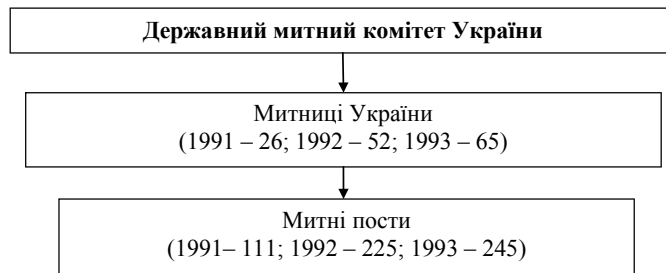 Державний митний комітет України
Митниці України
(1991 – 26; 1992 – 52; 1993 – 65)
Митні пости
(1991– 111; 1992 – 225; 1993 – 245)